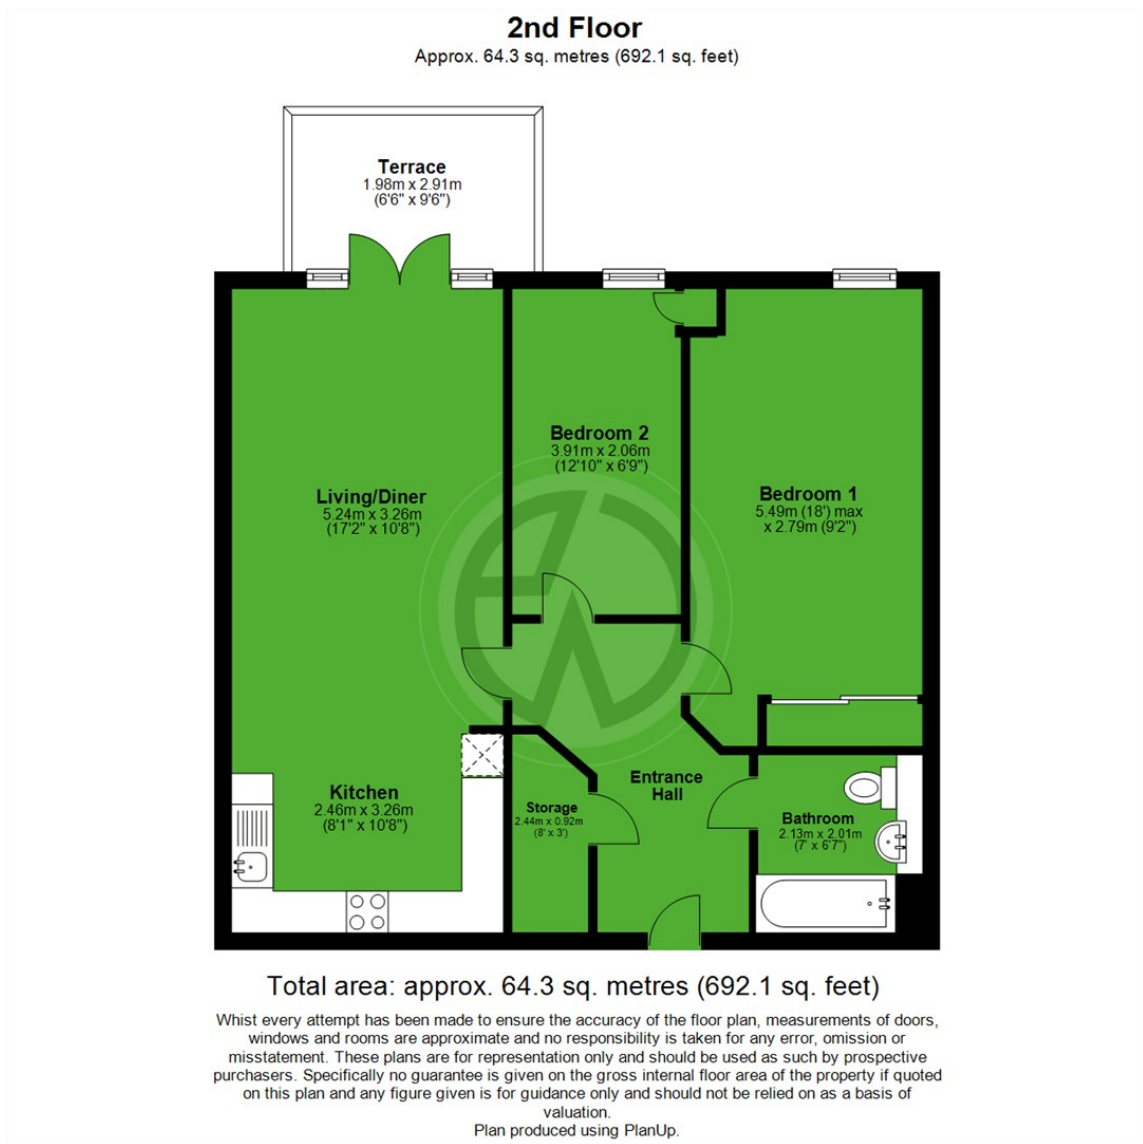 2nd Floor
Approx. 64.3 sq. metres (692.1 sq. feet)
Terrace
1.98m x 2.91m
(6'6" x 9'6")
Bedroom 2
3.91m x 2.06m
(12'10" x 6'9")
Living/Diner
5.24m x 3.26m
(17'2" x 10'8")
Bedroom 1
5.49m (18') max
x 2.79m (9'2")
Kitchen
2.46m x 3.26m
(8'1" x 10'8")
Storage
2.44m x 0.92m
(8' x 3')
Entrance
Hall
Bathroom
2.13m x 2.01m
(7' x 6'7")
Total area: approx. 64.3 sq. metres (692.1 sq. feet)
Whist every attempt has been made to ensure the accuracy of the floor plan, measurements of doors,
windows and rooms are approximate and no responsibility is taken for any error, omission or
misstatement. These plans are for representation only and should be used as such by prospective
purchasers. Specifically no guarantee is given on the gross internal floor area of the property if quoted
on this plan and any figure given is for guidance only and should not be relied on as a basis of
valuation.
Plan produced using PlanUp.